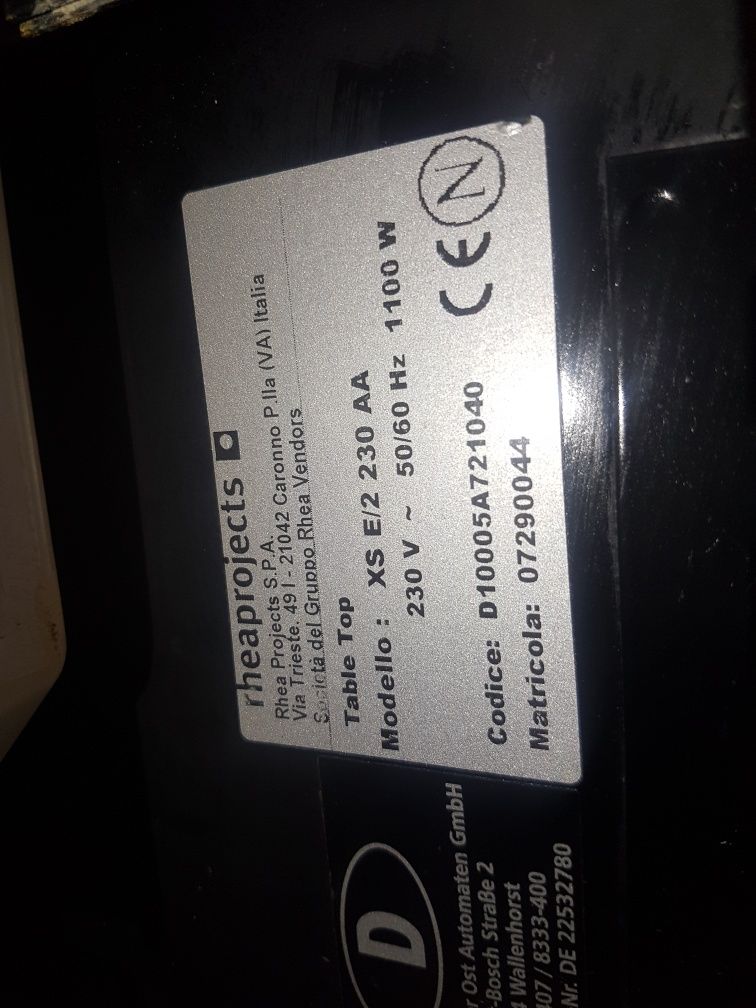 rheaprojects
Rhea Projects S.P.A.
Via Trieste. 49 I - 21042 Caronno P.lla (VA) Italia
Società del Gruppo Rhea Vendors
Table Top
Modello : XS E/2 230 AA
230 V ~ 50/60 Hz 1100 W
Codice: D10005A721040
Matricola: 07290044
CE N
D
Ost Automaten GmbH
-Bosch Straße 2
Wallenhorst
07 / 8333-400
Nr. DE 22532780